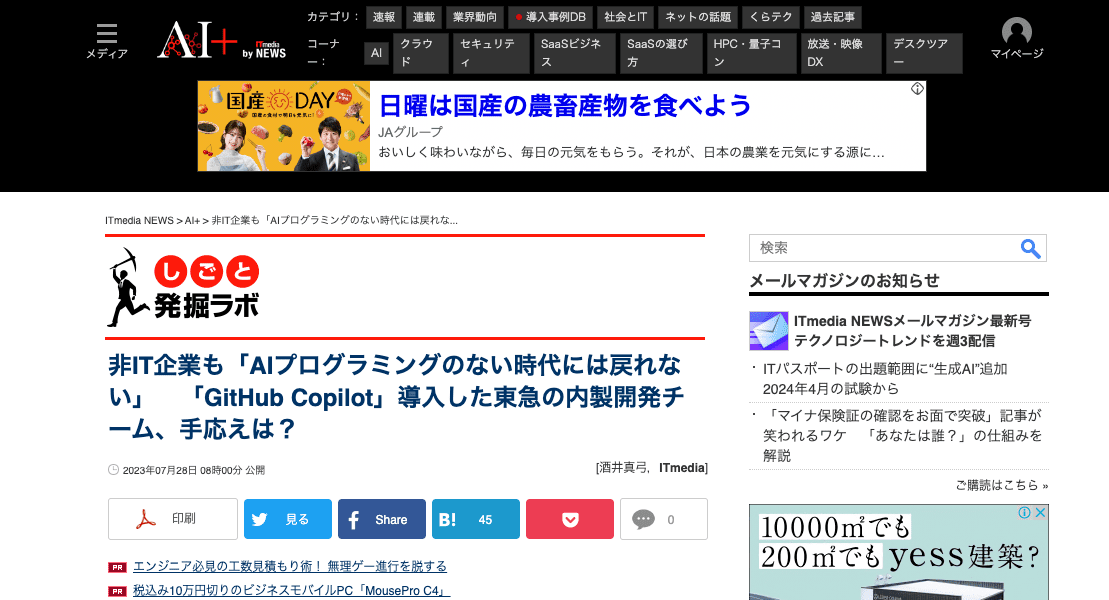 メディア
AI+ by ITmedia NEWS
カテゴリ： 速報 連載 業界動向 導入事例DB 社会とIT ネットの話題 くらテク 過去記事
コーナー： AI クラウド セキュリティ SaaSビジネス SaaSの選び方 HPC・量子コン 放送・映像DX デスクツアー
マイページ
国産DAY
日曜は国産の農畜産物を食べよう
JAグループ
おいしく味わいながら、毎日の元気をもらう。それが、日本の農業を元気にする源に…
ITmedia NEWS > AI+ > 非IT企業も「AIプログラミングのない時代には戻れな...
しごと
発掘ラボ
非IT企業も「AIプログラミングのない時代には戻れな
い」　「GitHub Copilot」導入した東急の内製開発チ
ーム、手応えは？
2023年07月28日 08時00分 公開
[酒井真弓，ITmedia]
印刷
見る
Share
B! 45
0
PR エンジニア必見の工数見積もり術！ 無理ゲー進行を脱する
PR 税込み10万円切りのビジネスモバイルPC「MousePro C4」
検索
メールマガジンのお知らせ
ITmedia NEWSメールマガジン最新号
テクノロジートレンドを週3配信
・ITパスポートの出題範囲に“生成AI”追加
2024年4月の試験から
・「マイナ保険証の確認をお面で突破」記事が
笑われるワケ　「あなたは誰？」の仕組みを
解説
ご購読はこちら »
10000㎡でも
200㎡でも yess建築?